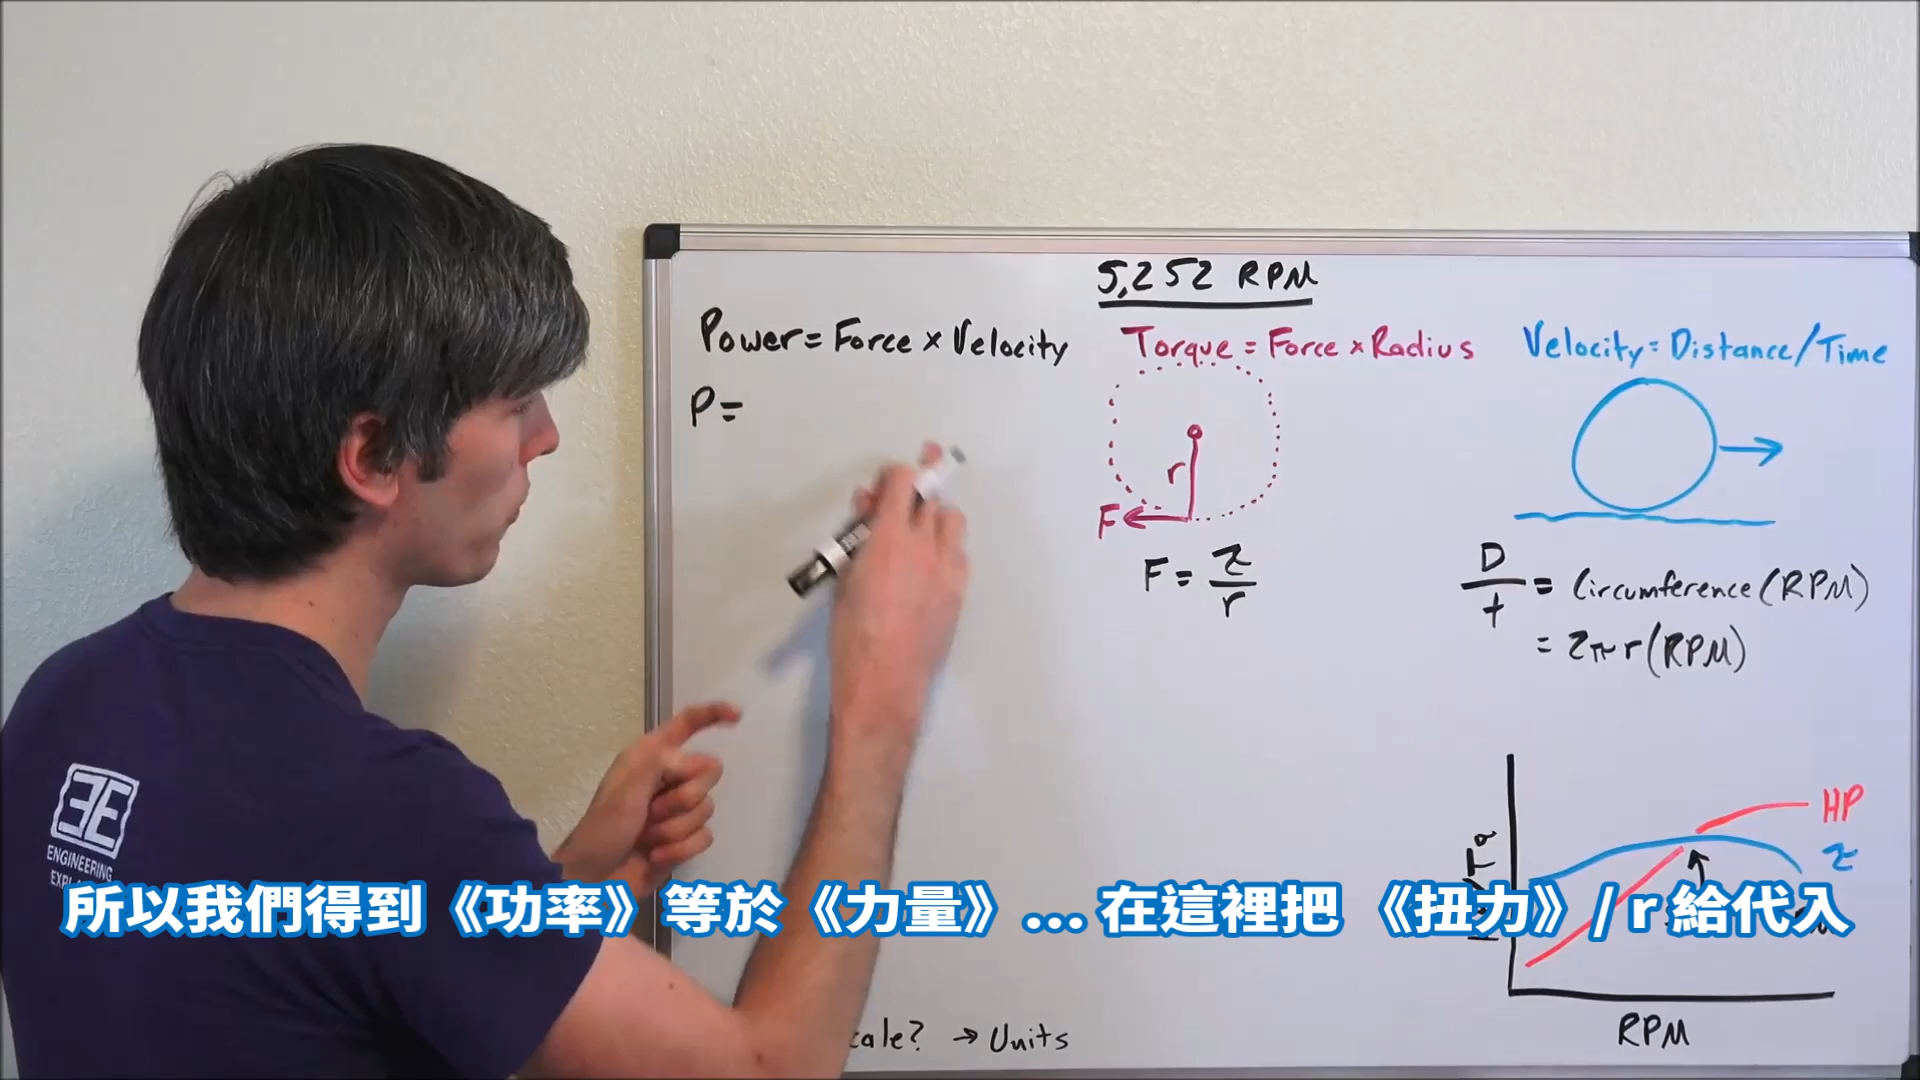 5,252 RPM
Power = Force × Velocity
P =
Torque = Force × Radius
r
F
F = τ/r
Velocity = Distance/Time
D/t = Circumference (RPM)
= 2πr (RPM)
HP
τ
RPM
→ Units
ENGINEERING
所以我們得到《功率》等於《力量》... 在這裡把 《扭力》/ r 給代入